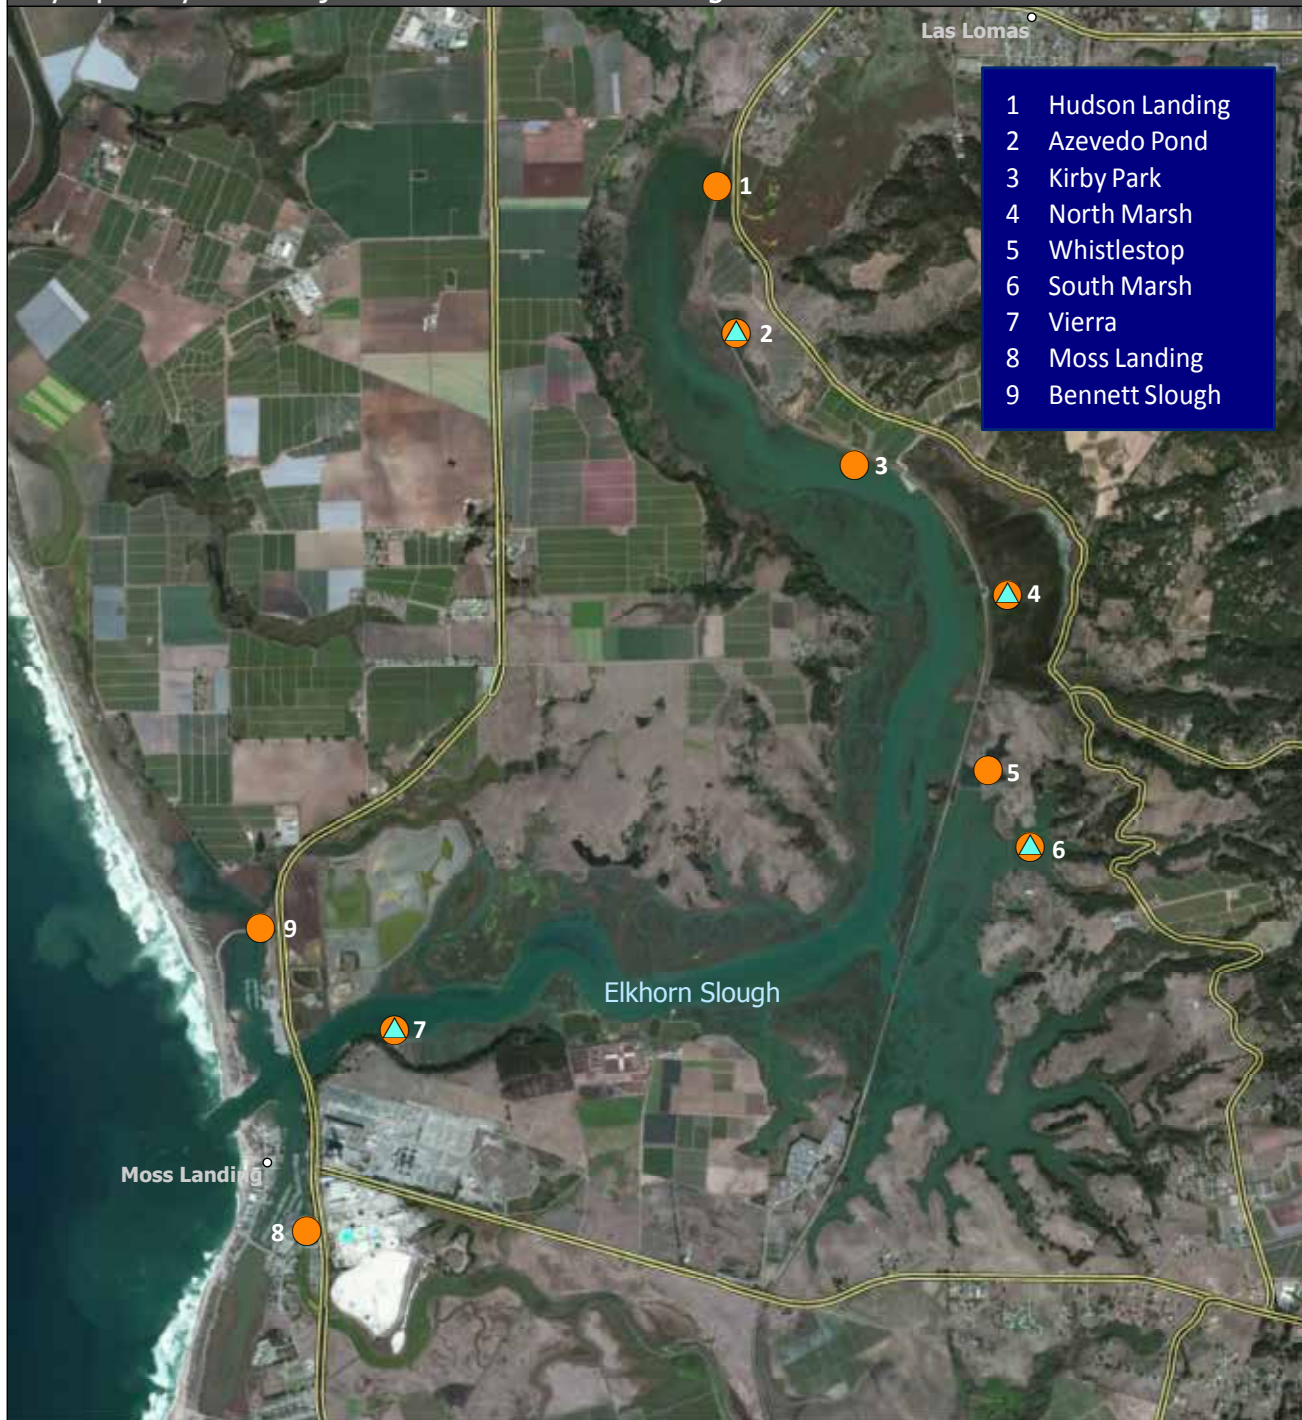 Las Lomas
1 Hudson Landing
2 Azevedo Pond
3 Kirby Park
4 North Marsh
5 Whistlestop
6 South Marsh
7 Vierra
8 Moss Landing
9 Bennett Slough
1
2
3
4
5
6
9
Elkhorn Slough
7
Moss Landing
8